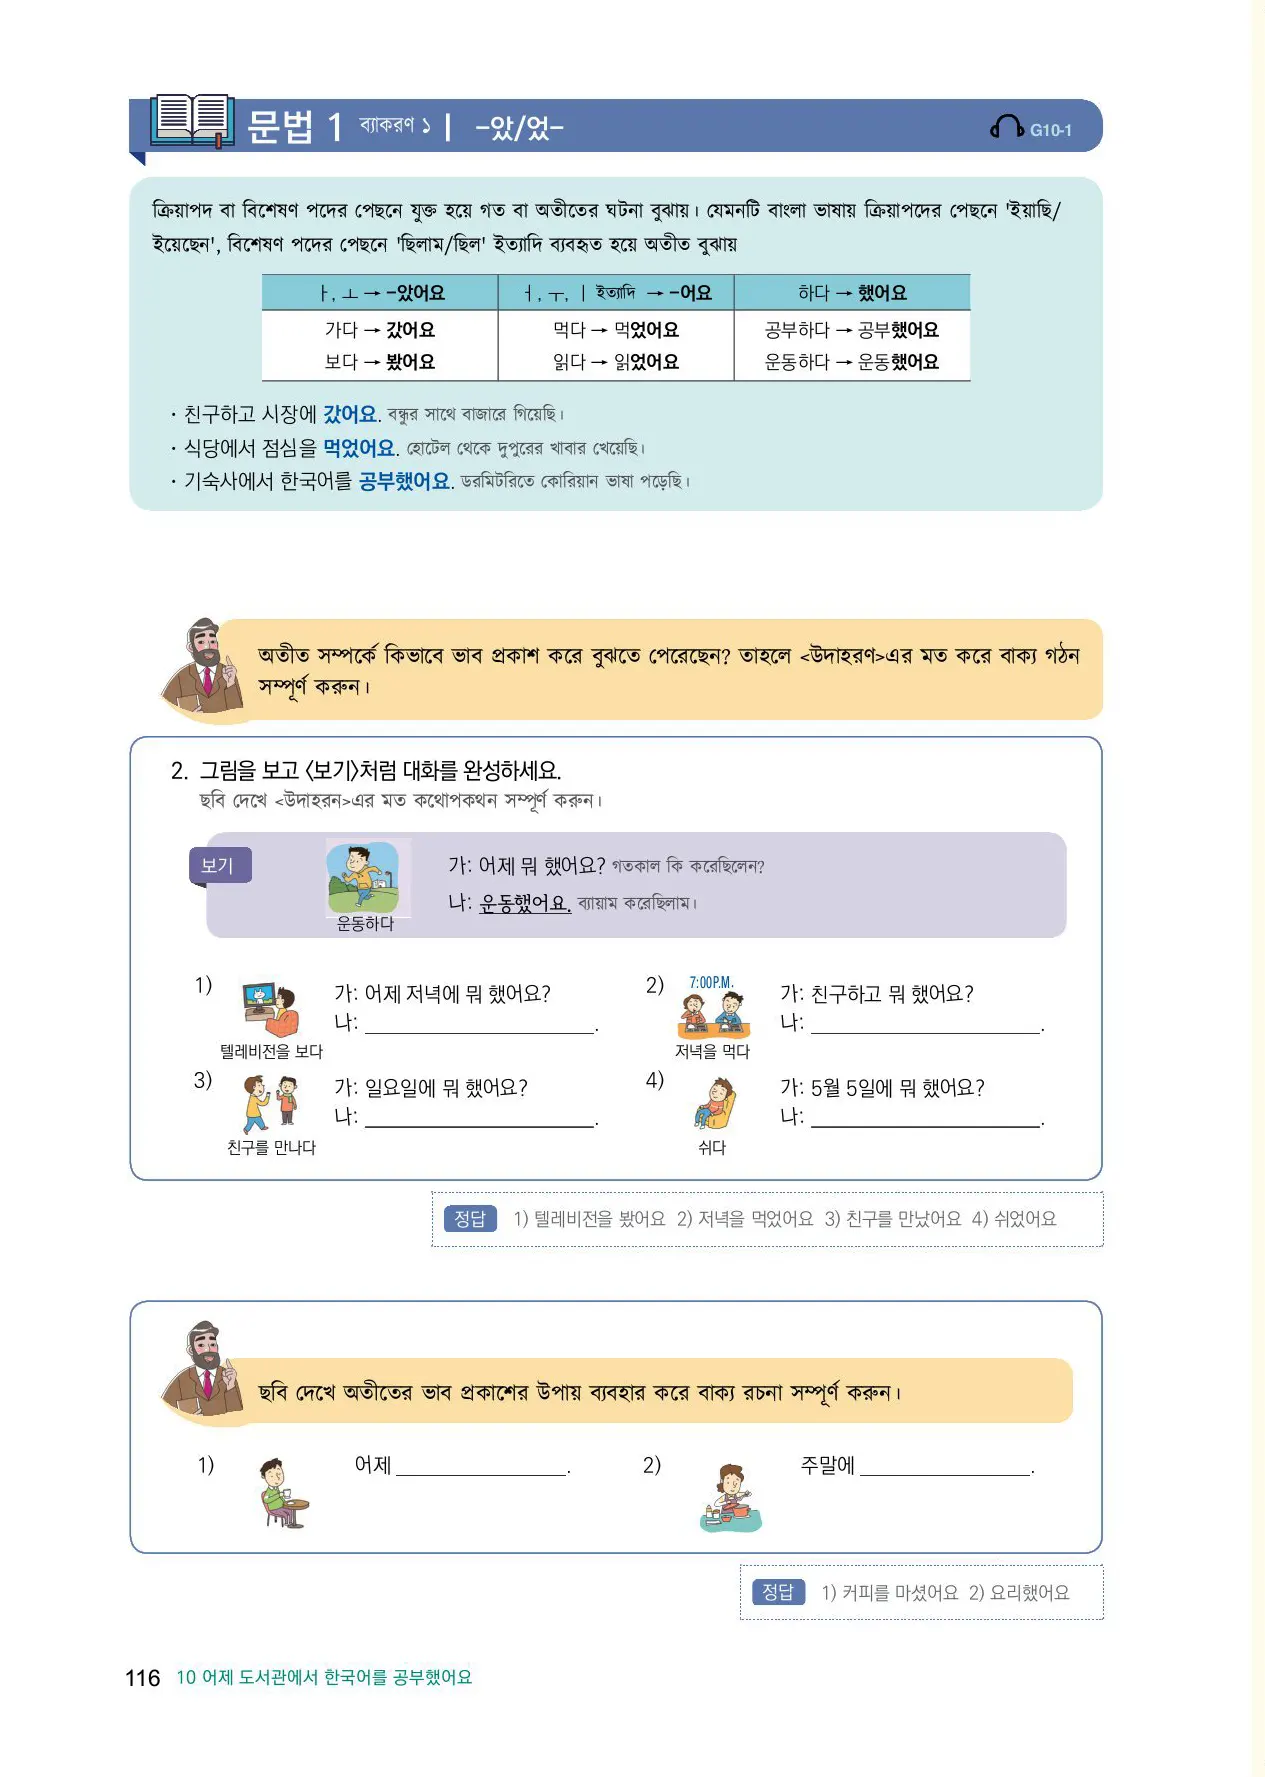 문법 1 ব্যাকরণ ১ | -았/었-
G10-1
ক্রিয়াপদ বা বিশেষণ পদের পেছনে যুক্ত হয়ে গত বা অতীতের ঘটনা বুঝায়। যেমনটি বাংলা ভাষায় ক্রিয়াপদের পেছনে 'ইয়াছি/
ইয়েছেন', বিশেষণ পদের পেছনে 'ছিলাম/ছিল' ইত্যাদি ব্যবহৃত হয়ে অতীত বুঝায়
ㅏ, ㅗ → -았어요 ㅓ, ㅜ, ㅣ ইত্যাদি → -어요 하다 → 했어요
가다 → 갔어요 먹다 → 먹었어요 공부하다 → 공부했어요
보다 → 봤어요 읽다 → 읽었어요 운동하다 → 운동했어요
· 친구하고 시장에 갔어요. বন্ধুর সাথে বাজারে গিয়েছি।
· 식당에서 점심을 먹었어요. হোটেল থেকে দুপুরের খাবার খেয়েছি।
· 기숙사에서 한국어를 공부했어요. ডরমিটরিতে কোরিয়ান ভাষা পড়েছি।
অতীত সম্পর্কে কিভাবে ভাব প্রকাশ করে বুঝতে পেরেছেন? তাহলে <উদাহরণ>এর মত করে বাক্য গঠন
সম্পূর্ণ করুন।
2. 그림을 보고 〈보기〉처럼 대화를 완성하세요.
ছবি দেখে <উদাহরন>এর মত কথোপকথন সম্পূর্ণ করুন।
보기
가: 어제 뭐 했어요? গতকাল কি করেছিলেন?
나: 운동했어요. ব্যায়াম করেছিলাম।
운동하다
1)
가: 어제 저녁에 뭐 했어요?
나: ____________________.
텔레비전을 보다
2)
7:00P.M.
가: 친구하고 뭐 했어요?
나: ____________________.
저녁을 먹다
3)
가: 일요일에 뭐 했어요?
나: ____________________.
친구를 만나다
4)
가: 5월 5일에 뭐 했어요?
나: ____________________.
쉬다
정답 1) 텔레비전을 봤어요 2) 저녁을 먹었어요 3) 친구를 만났어요 4) 쉬었어요
ছবি দেখে অতীতের ভাব প্রকাশের উপায় ব্যবহার করে বাক্য রচনা সম্পূর্ণ করুন।
1) 어제 _______________.
2) 주말에 _______________.
정답 1) 커피를 마셨어요 2) 요리했어요
116 10 어제 도서관에서 한국어를 공부했어요